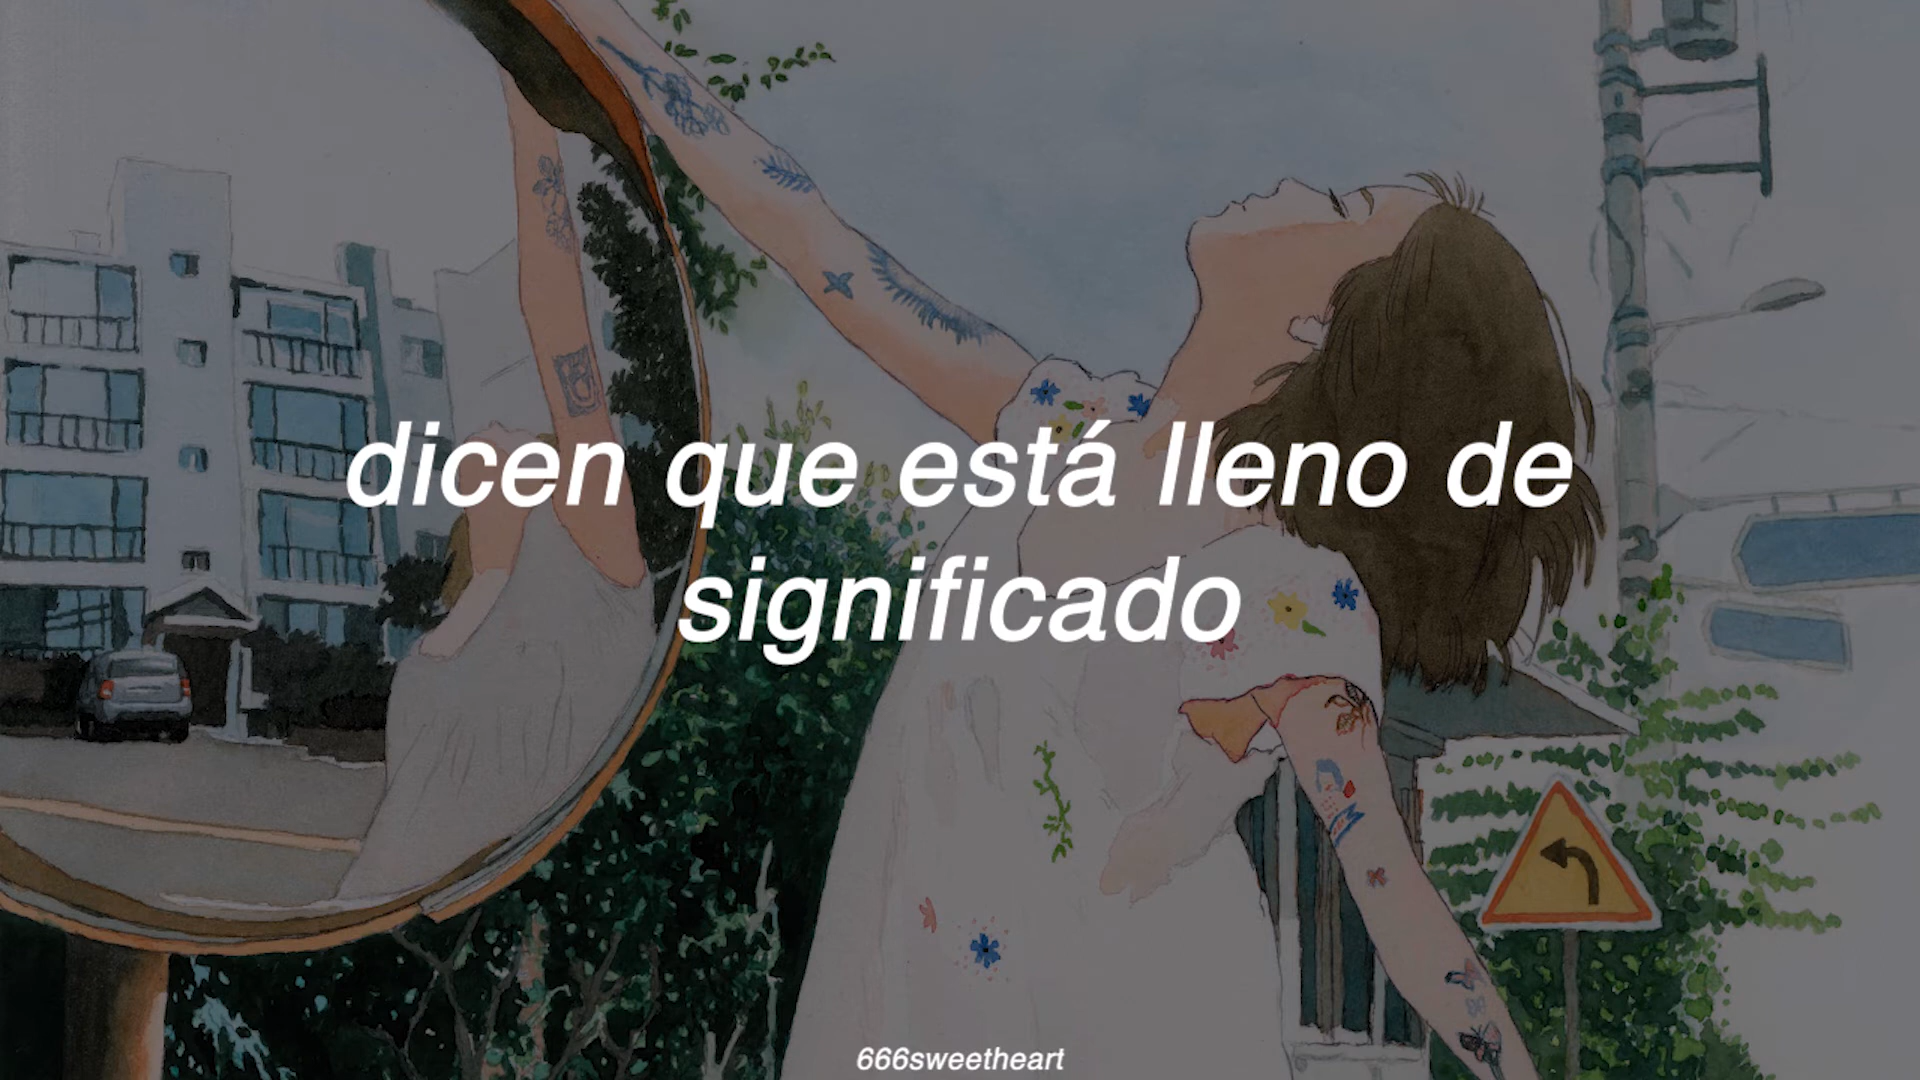 dicen que está lleno de
significado
666sweetheart